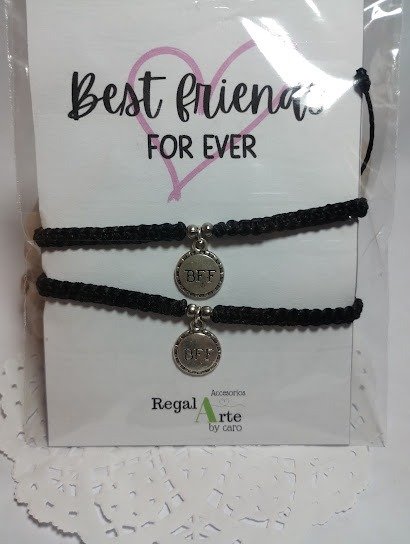 Best friends
FOR EVER
BFF
BFF
Accesorios
Regal Arte
by caro